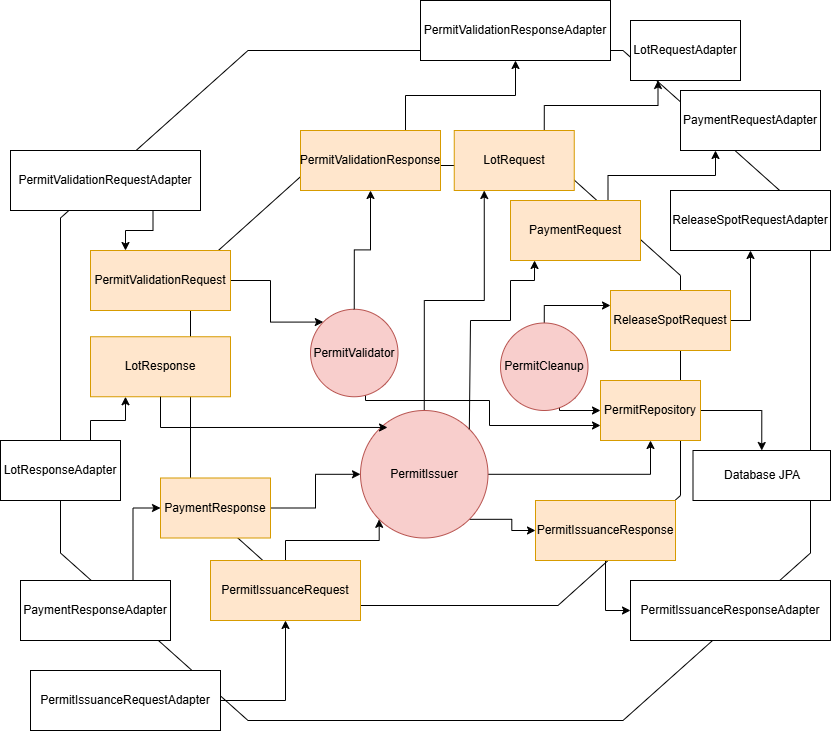 PermitValidationResponseAdapter
LotRequestAdapter
PaymentRequestAdapter
PermitValidationResponse
LotRequest
PermitValidationRequestAdapter
PaymentRequest
ReleaseSpotRequestAdapter
PermitValidationRequest
ReleaseSpotRequest
PermitValidator
LotResponse
PermitCleanup
PermitRepository
LotResponseAdapter
PermitIssuer
Database JPA
PaymentResponse
PermitIssuanceResponse
PermitIssuanceRequest
PaymentResponseAdapter
PermitIssuanceResponseAdapter
PermitIssuanceRequestAdapter